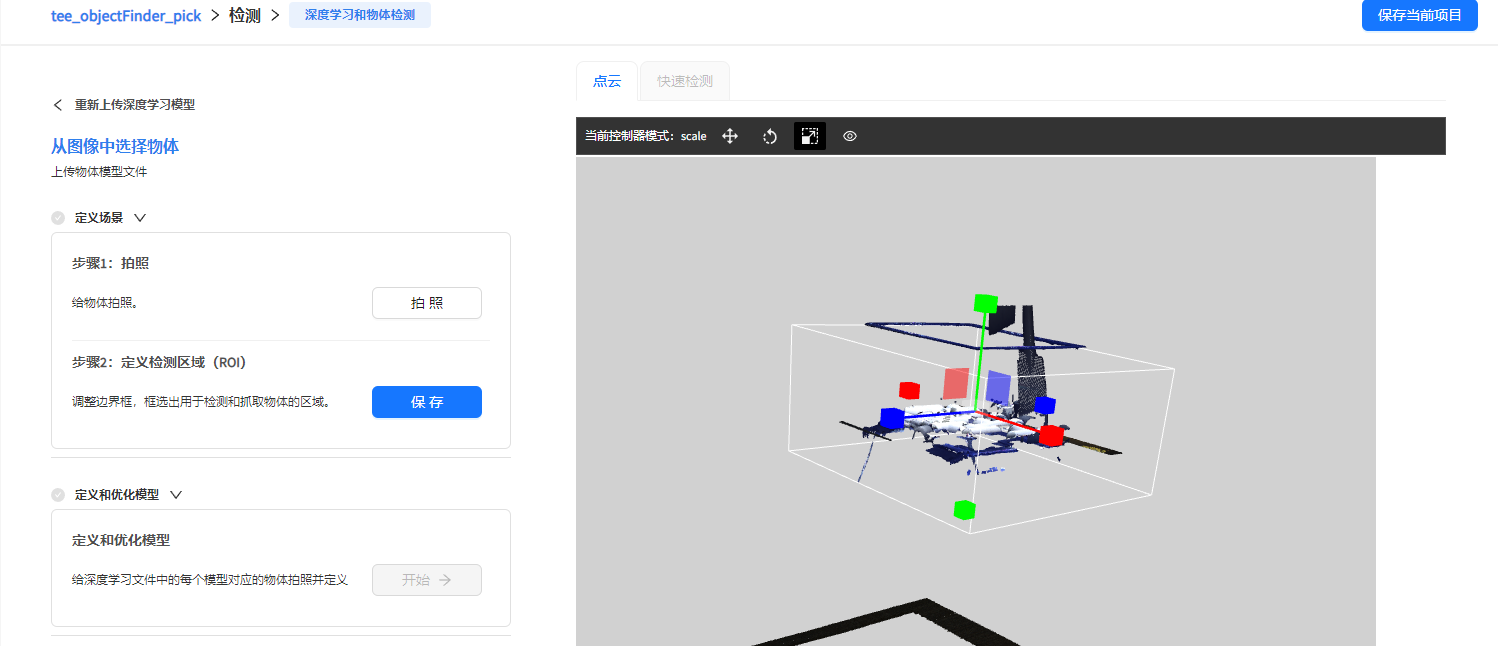 tee_objectFinder_pick > 检测 > 深度学习和物体检测
保存当前项目
重新上传深度学习模型
从图像中选择物体
上传物体模型文件
定义场景
步骤1：拍照
给物体拍照。
拍 照
步骤2：定义检测区域（ROI）
调整边界框，框选出用于检测和抓取物体的区域。
保 存
定义和优化模型
定义和优化模型
给深度学习文件中的每个模型对应的物体拍照并定义
开始
点云
快速检测
当前控制器模式：scale